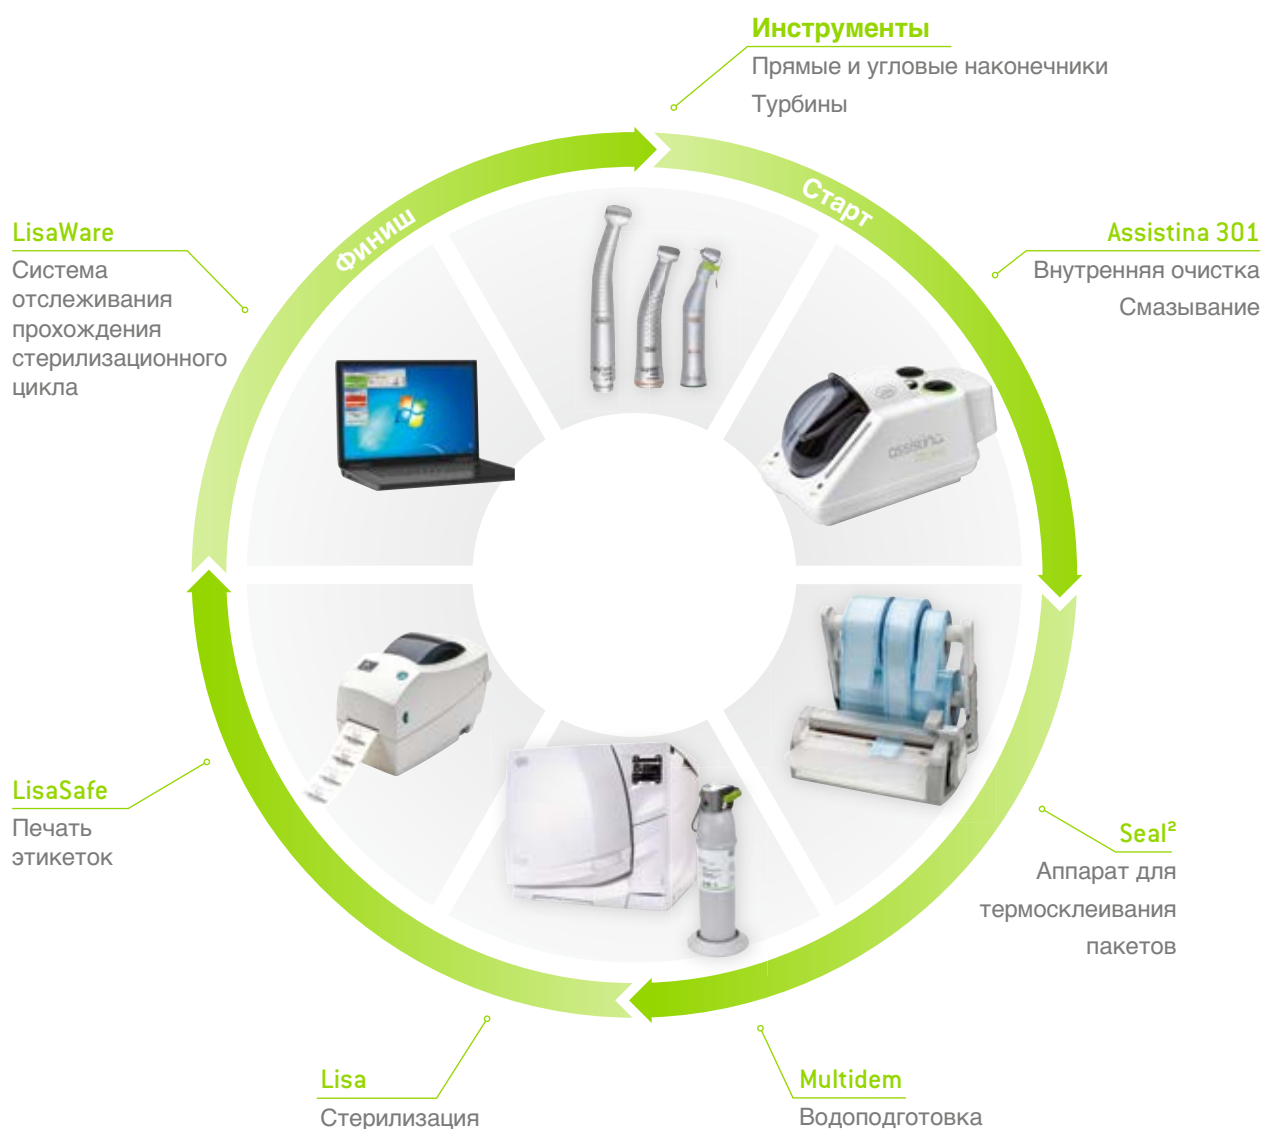 Инструменты
Прямые и угловые наконечники
Турбины
Старт
Финиш
Assistina 301
Внутренняя очистка
Смазывание
LisaWare
Система
отслеживания
прохождения
стерилизационного
цикла
assistina
Seal²
Аппарат для
термосклеивания
пакетов
LisaSafe
Печать
этикеток
Multidem
Водоподготовка
Lisa
Стерилизация